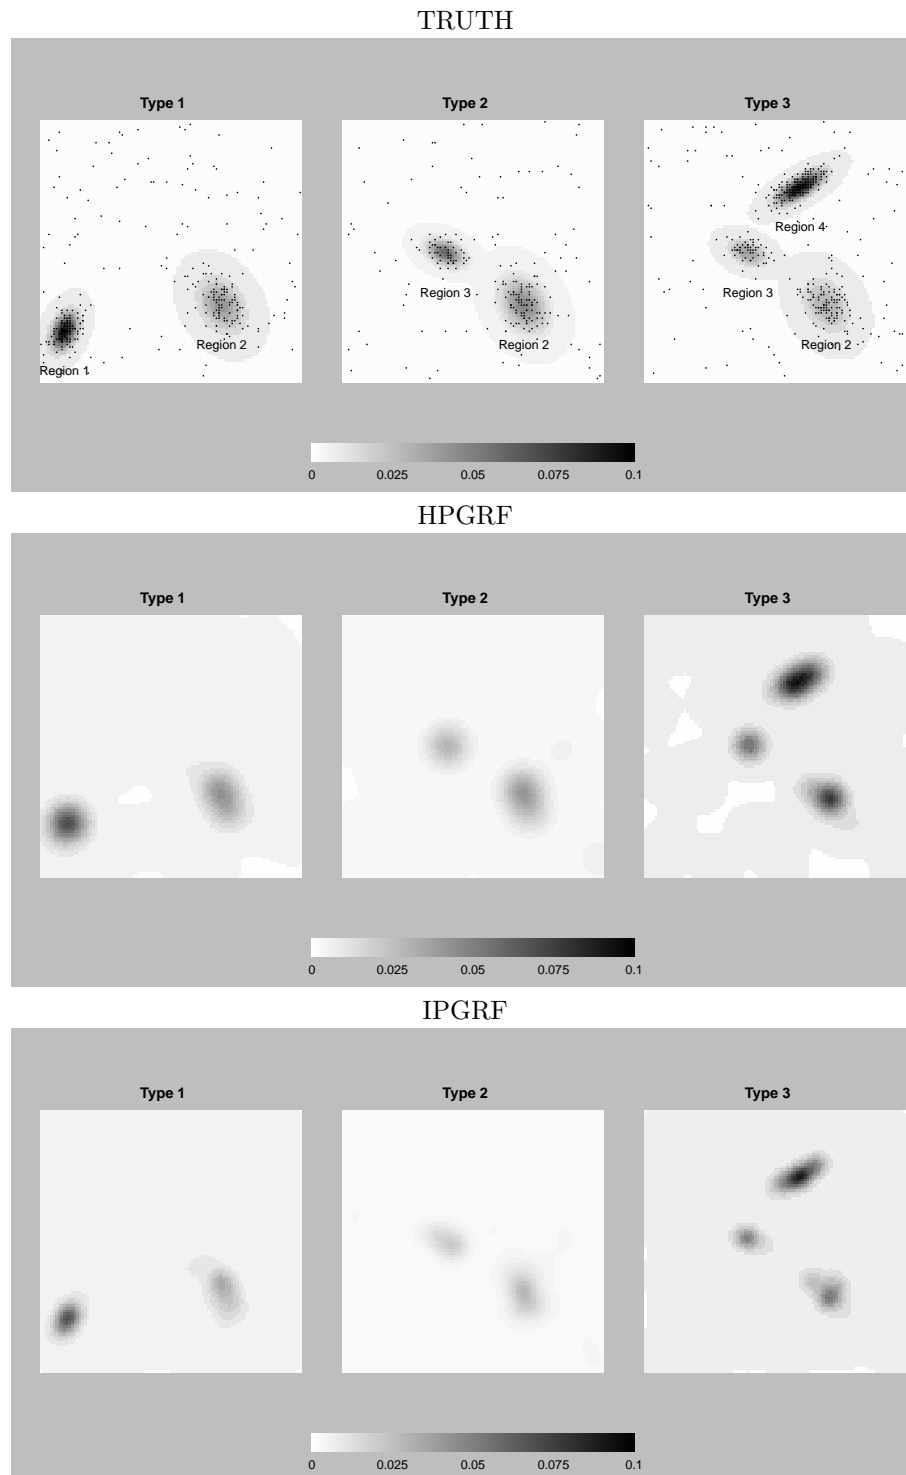 TRUTH
Type 1 Type 2 Type 3
Region 4
Region 3 Region 3
Region 2 Region 2 Region 2
Region 1
0 0.025 0.05 0.075 0.1
HPGRF
Type 1 Type 2 Type 3
0 0.025 0.05 0.075 0.1
IPGRF
Type 1 Type 2 Type 3
0 0.025 0.05 0.075 0.1